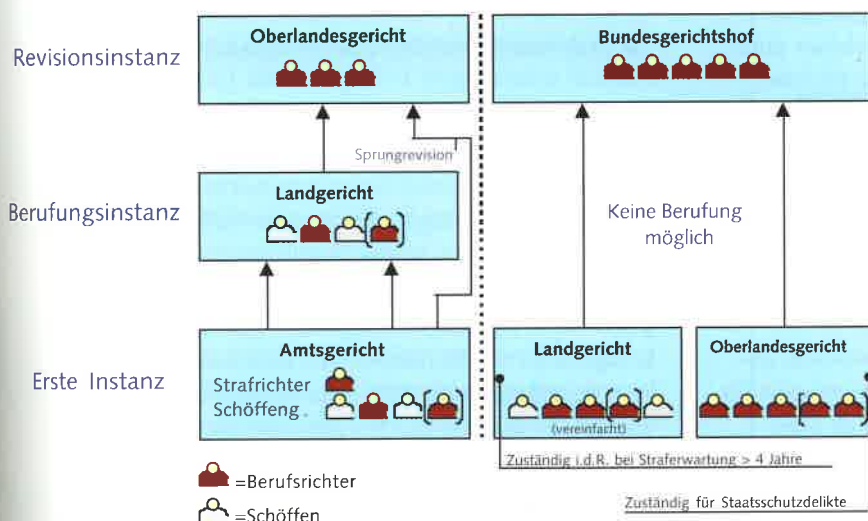 Revisionsinstanz
Oberlandesgericht
Bundesgerichtshof
Sprungrevision
Berufungsinstanz
Landgericht
Keine Berufung
möglich
Erste Instanz
Amtsgericht
Strafrichter
Schöffeng.
Landgericht
(vereinfacht)
Oberlandesgericht
Zuständig i.d.R. bei Straferwartung > 4 Jahre
Zuständig für Staatsschutzdelikte
=Berufsrichter
=Schöffen